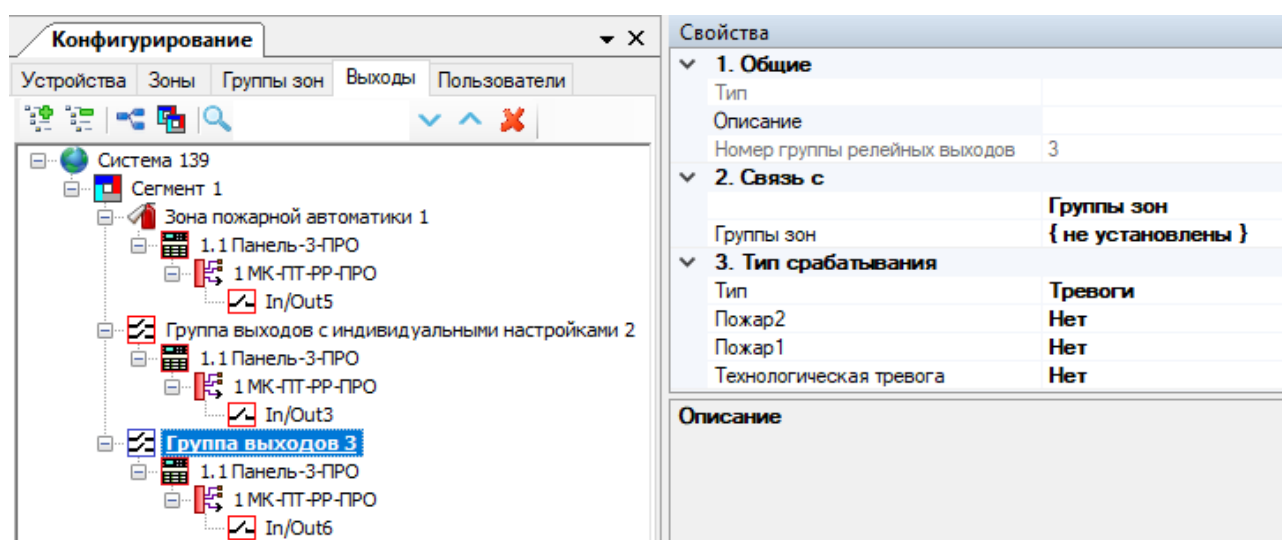 Конфигурирование
Устройства Зоны Группы зон Выходы Пользователи
Система 139
Сегмент 1
Зона пожарной автоматики 1
1.1 Панель-3-ПРО
1 МК-ПТ-РР-ПРО
In/Out5
Группа выходов с индивидуальными настройками 2
1.1 Панель-3-ПРО
1 МК-ПТ-РР-ПРО
In/Out3
Группа выходов 3
1.1 Панель-3-ПРО
1 МК-ПТ-РР-ПРО
In/Out6
Свойства
1. Общие
Тип
Описание
Номер группы релейных выходов 3
2. Связь с
Группы зон
Группы зон { не установлены }
3. Тип срабатывания
Тип Тревоги
Пожар2 Нет
Пожар1 Нет
Технологическая тревога Нет
Описание